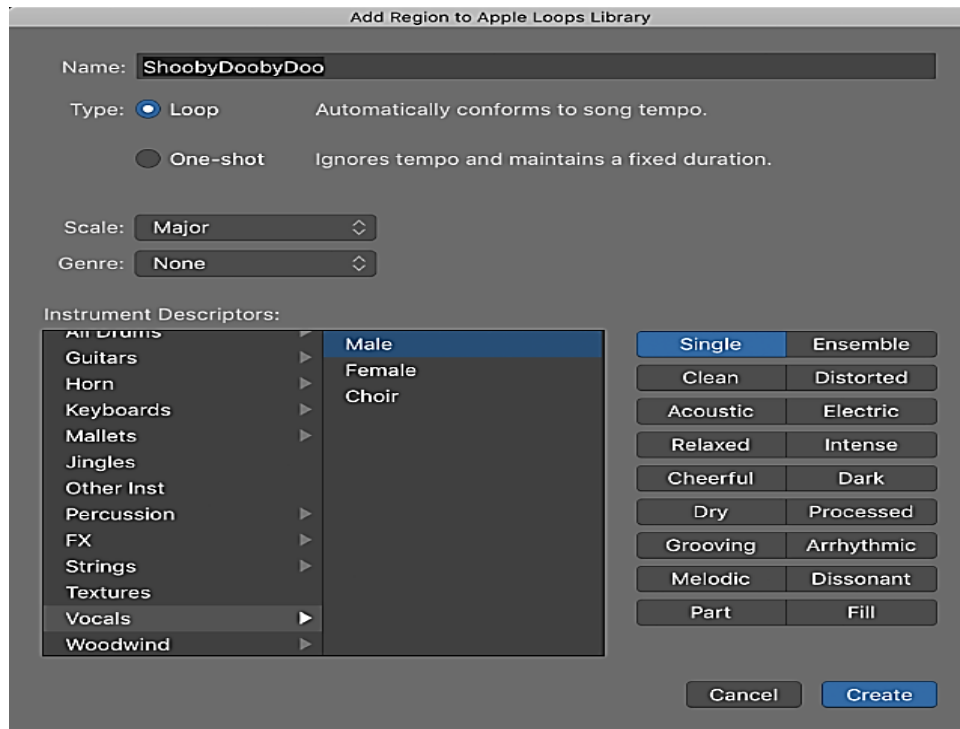 Add Region to Apple Loops Library
Name: ShoobyDoobyDoo
Type: Loop Automatically conforms to song tempo.
One-shot Ignores tempo and maintains a fixed duration.
Scale: Major
Genre: None
Instrument Descriptors:
All Drums
Guitars
Horn
Keyboards
Mallets
Jingles
Other Inst
Percussion
FX
Strings
Textures
Vocals
Woodwind
Male
Female
Choir
Single Ensemble
Clean Distorted
Acoustic Electric
Relaxed Intense
Cheerful Dark
Dry Processed
Grooving Arrhythmic
Melodic Dissonant
Part Fill
Cancel Create